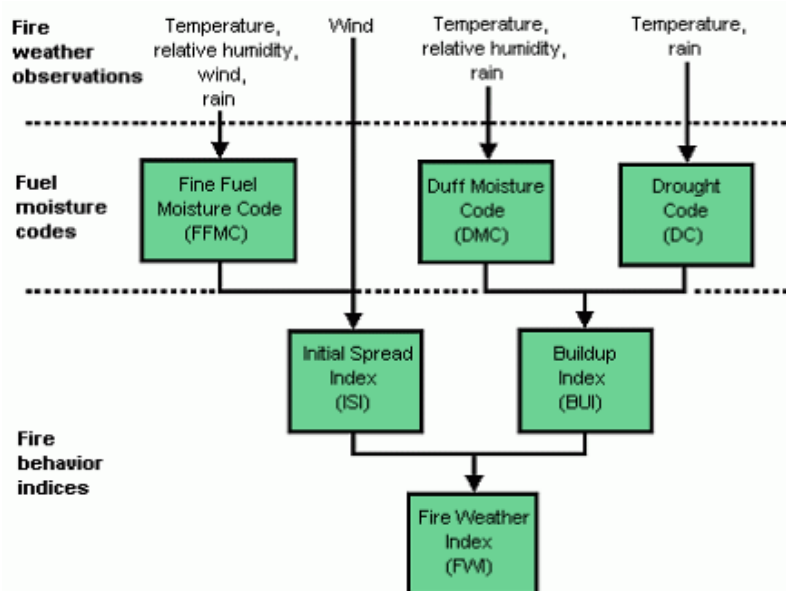 Fire
weather
observations
Temperature,
relative humidity,
wind,
rain
Wind
Temperature,
relative humidity,
rain
Temperature,
rain
Fuel
moisture
codes
Fine Fuel
Moisture Code
(FFMC)
Duff Moisture
Code
(DMC)
Drought
Code
(DC)
Fire
behavior
indices
Initial Spread
Index
(ISI)
Buildup
Index
(BUI)
Fire Weather
Index
(FWI)